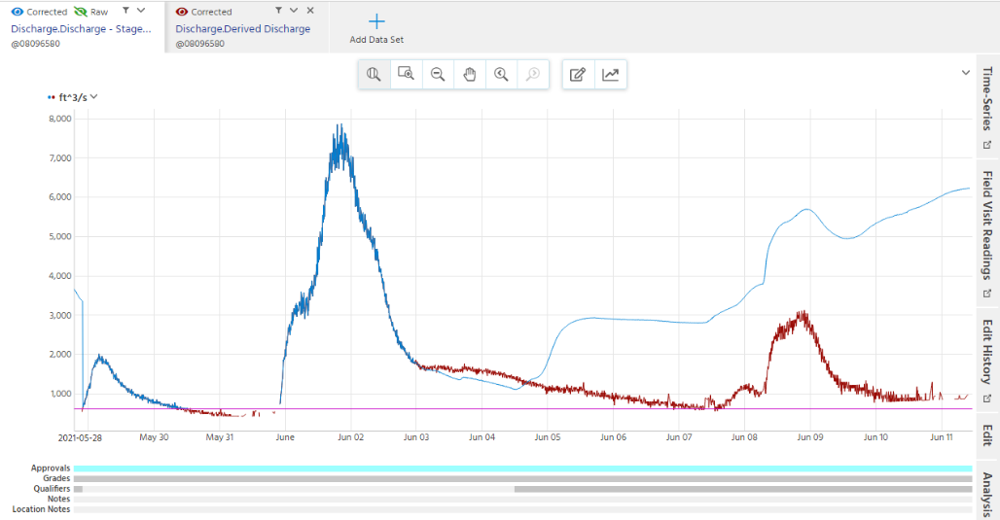 Corrected Raw
Discharge.Discharge - Stage...
@08096580
Corrected
Discharge.Derived Discharge
@08096580
Add Data Set
ft^3/s
8,000
7,000
6,000
5,000
4,000
3,000
2,000
1,000
2021-05-28 May 30 May 31 June Jun 02 Jun 03 Jun 04 Jun 05 Jun 06 Jun 07 Jun 08 Jun 09 Jun 10 Jun 11
Approvals
Grades
Qualifiers
Notes
Location Notes
Time-Series
Field Visit Readings
Edit History
Edit
Analysis